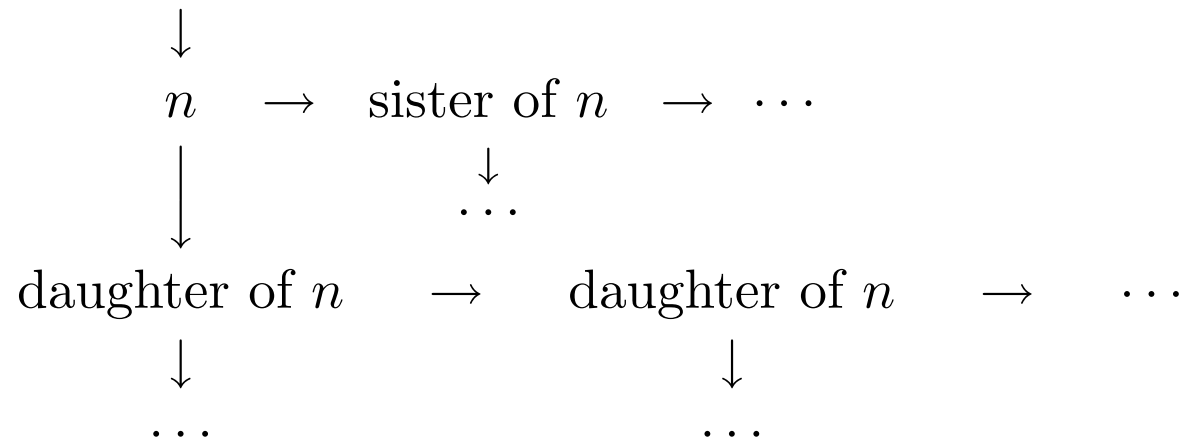 ↓
n → sister of n → ···
↓ ↓
···
daughter of n → daughter of n → ···
↓ ↓
··· ···